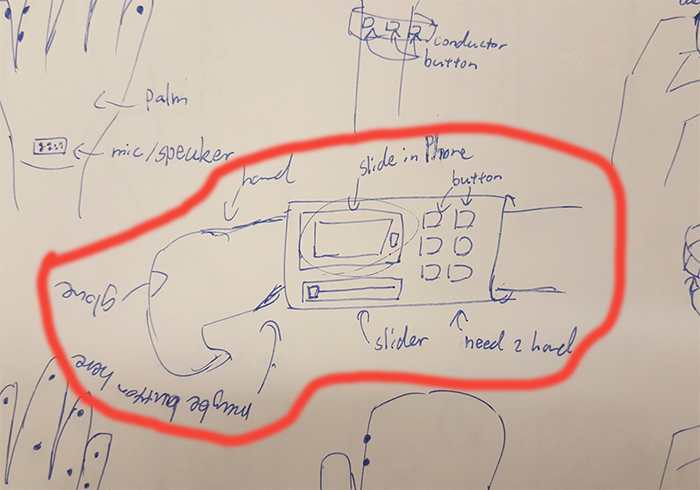 conductor
button
palm
mic/speaker
hand
slide in Phone
button
glove
slider
need 2 hand
maybe button here